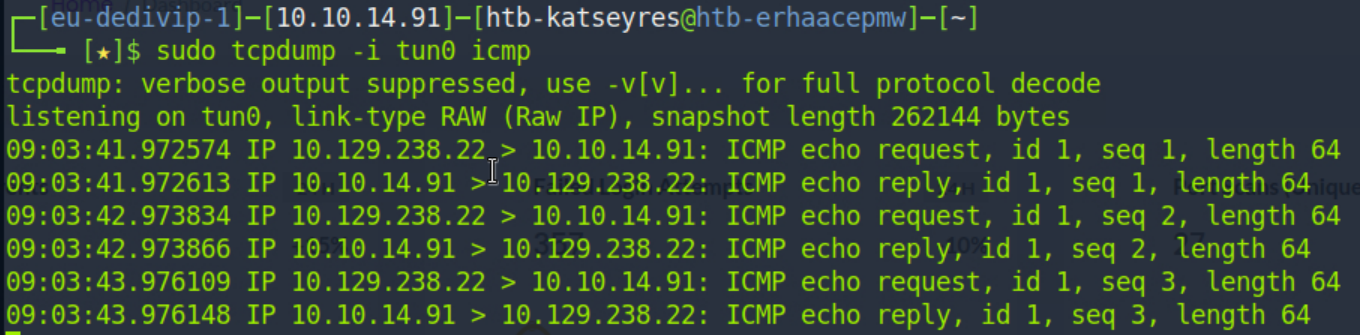 [eu-dedivip-1]─[10.10.14.91]─[htb-katseyres@htb-erhaacepmw]─[~]
[★]$ sudo tcpdump -i tun0 icmp
tcpdump: verbose output suppressed, use -v[v]... for full protocol decode
listening on tun0, link-type RAW (Raw IP), snapshot length 262144 bytes
09:03:41.972574 IP 10.129.238.22 > 10.10.14.91: ICMP echo request, id 1, seq 1, length 64
09:03:41.972613 IP 10.10.14.91 > 10.129.238.22: ICMP echo reply, id 1, seq 1, length 64
09:03:42.973834 IP 10.129.238.22 > 10.10.14.91: ICMP echo request, id 1, seq 2, length 64
09:03:42.973866 IP 10.10.14.91 > 10.129.238.22: ICMP echo reply, id 1, seq 2, length 64
09:03:43.976109 IP 10.129.238.22 > 10.10.14.91: ICMP echo request, id 1, seq 3, length 64
09:03:43.976148 IP 10.10.14.91 > 10.129.238.22: ICMP echo reply, id 1, seq 3, length 64